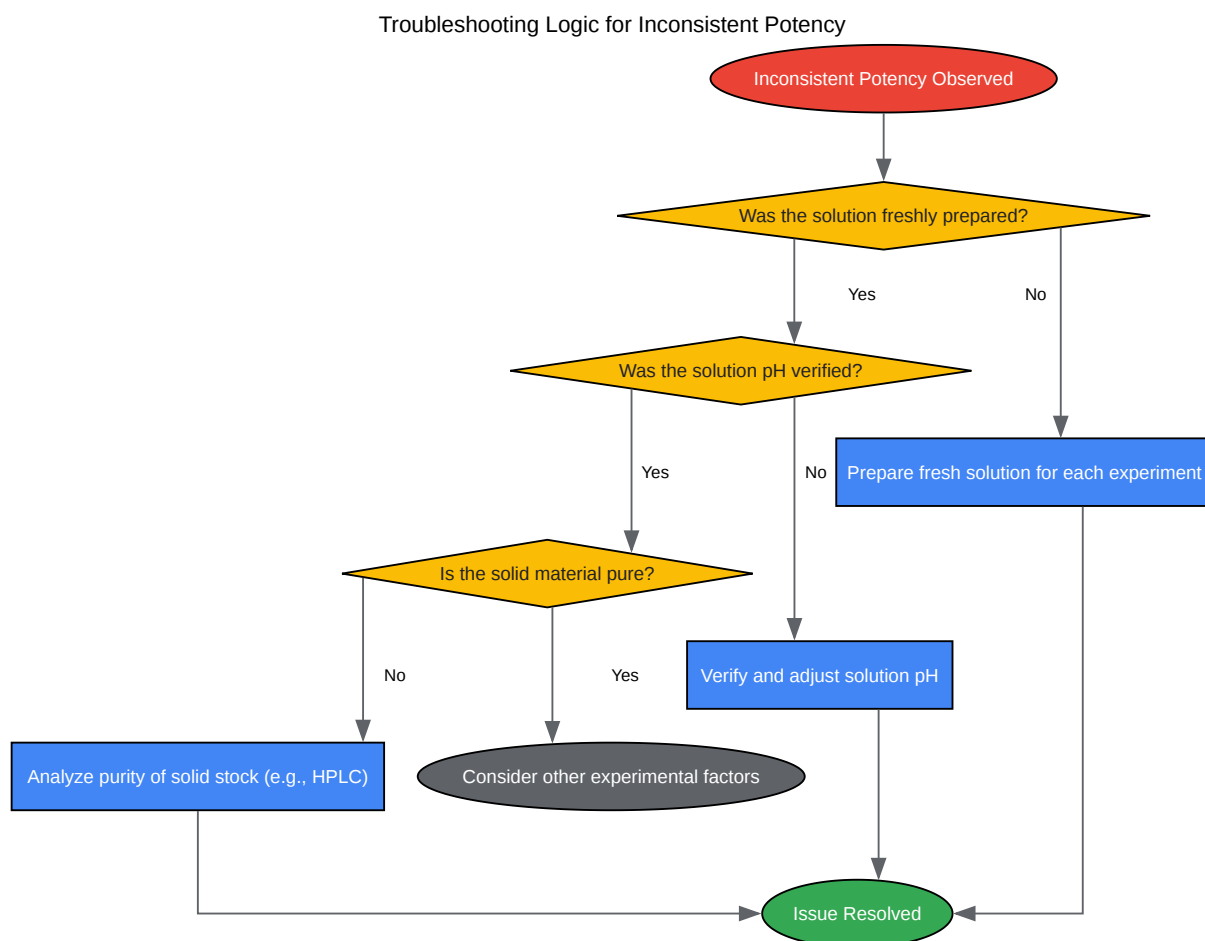 Troubleshooting Logic for Inconsistent Potency
Inconsistent Potency Observed
Was the solution freshly prepared?
Yes
No
Was the solution pH verified?
Prepare fresh solution for each experiment
Yes
No
Is the solid material pure?
No
Yes
Verify and adjust solution pH
Analyze purity of solid stock (e.g., HPLC)
Consider other experimental factors
Issue Resolved